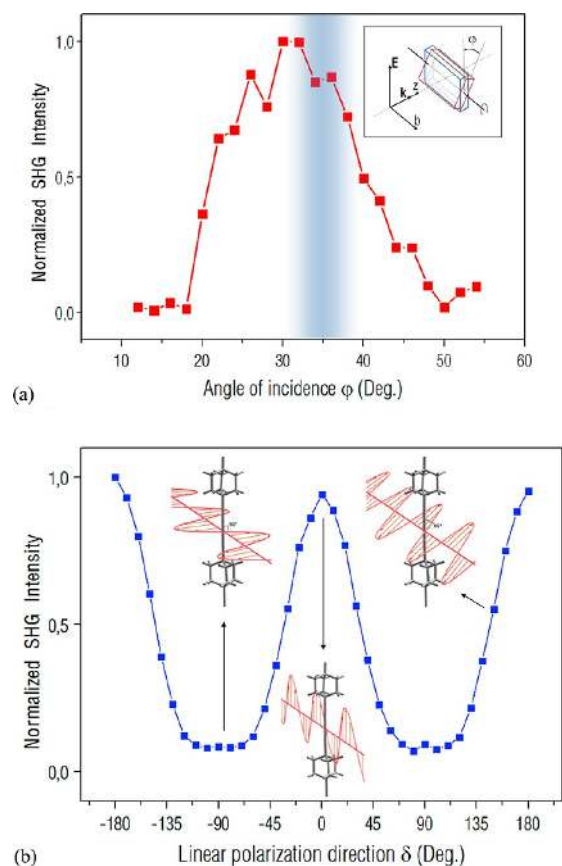 1,0
0,5
0,0
Normalized SHG Intensity
E
k
z
b
φ
10 20 30 40 50 60
Angle of incidence φ (Deg.)
(a)
1,0
0,5
0,0
Normalized SHG Intensity
-180 -135 -90 -45 0 45 90 135 180
Linear polarization direction δ (Deg.)
(b)